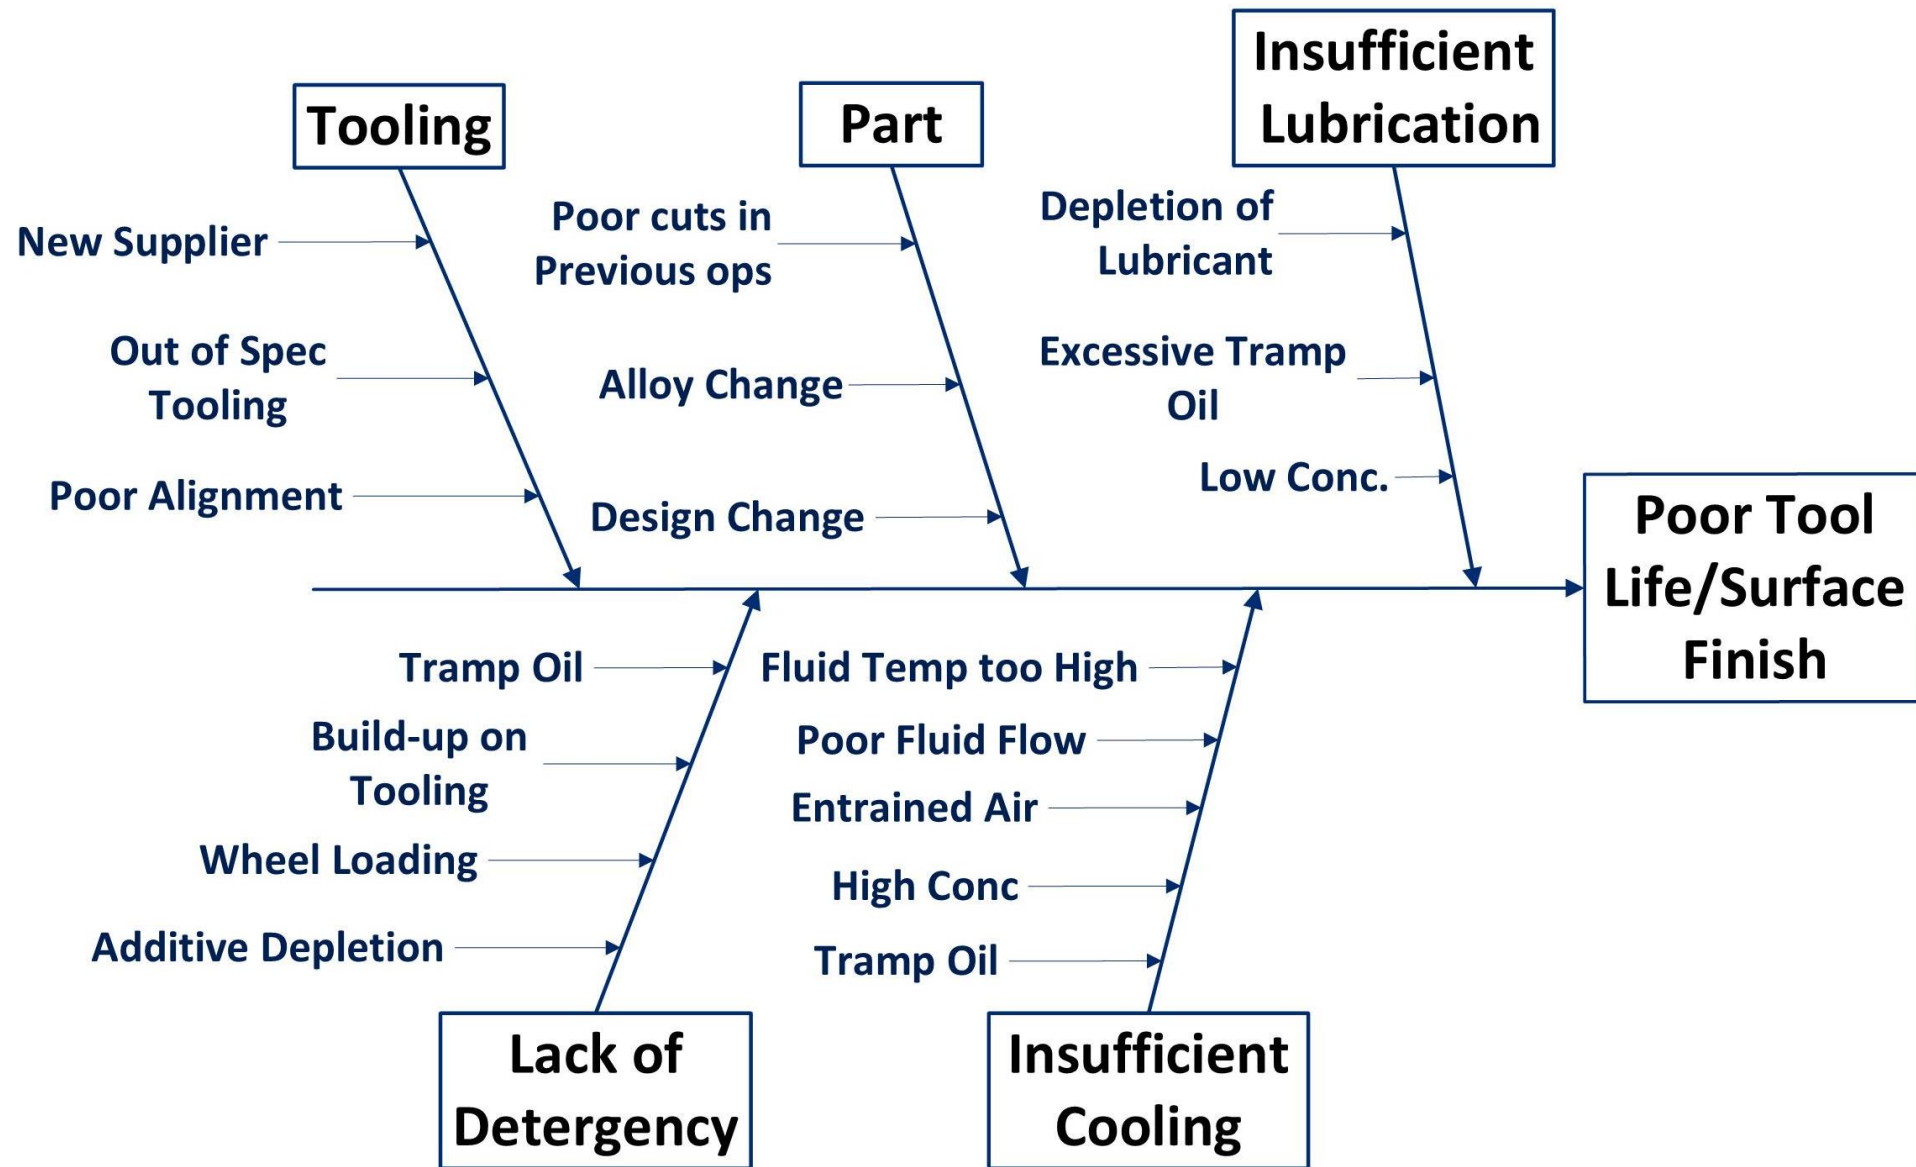 Insufficient
Lubrication
Tooling
Part
New Supplier
Out of Spec
Tooling
Poor Alignment
Poor cuts in
Previous ops
Alloy Change
Design Change
Depletion of
Lubricant
Excessive Tramp
Oil
Low Conc.
Poor Tool
Life/Surface
Finish
Tramp Oil
Build-up on
Tooling
Wheel Loading
Additive Depletion
Fluid Temp too High
Poor Fluid Flow
Entrained Air
High Conc
Tramp Oil
Lack of
Detergency
Insufficient
Cooling